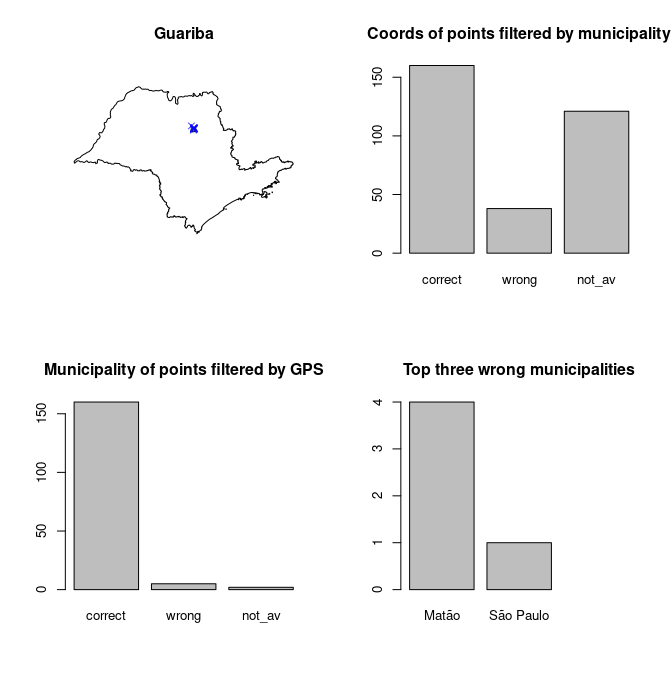 Guariba
Coords of points filtered by municipality
150
100
50
0
correct wrong not_av
Municipality of points filtered by GPS
150
100
50
0
correct wrong not_av
Top three wrong municipalities
4
3
2
1
0
Matão São Paulo